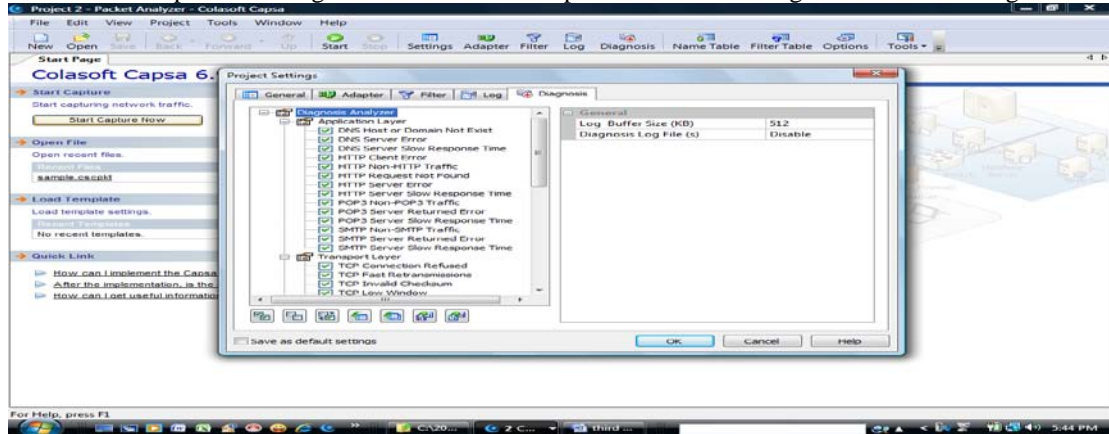 Project 2 - Packet Analyzer - Colasoft Capsa
File Edit View Project Tools Window Help
New Open Save Back Forward Up Start Stop Settings Adapter Filter Log Diagnosis Name Table Filter Table Options Tools
Start Page
Colasoft Capsa 6.
Start Capture
Start capturing network traffic.
Start Capture Now
Open File
Open recent files.
Recent Files
sample.cscpkt
Load Template
Load template settings.
Recent Templates
No recent templates.
Quick Link
How can I implement the Capsa
After the implementation, is the
How can I get useful information
Project Settings
General Adapter Filter Log Diagnosis
Diagnosis Analyzer
Application Layer
DNS Host or Domain Not Exist
DNS Server Error
DNS Server Slow Response Time
HTTP Client Error
HTTP Non-HTTP Traffic
HTTP Request Not Found
HTTP Server Error
HTTP Server Slow Response Time
POP3 Non-POP3 Traffic
POP3 Server Returned Error
POP3 Server Slow Response Time
SMTP Non-SMTP Traffic
SMTP Server Returned Error
SMTP Server Slow Response Time
Transport Layer
TCP Connection Refused
TCP Fast Retransmissions
TCP Invalid Checksum
TCP Low Window
General
Log Buffer Size (KB) 512
Diagnosis Log File (s) Disable
Save as default settings
OK Cancel Help
For Help, press F1
C:\20... 2 C... third ... 5:44 PM